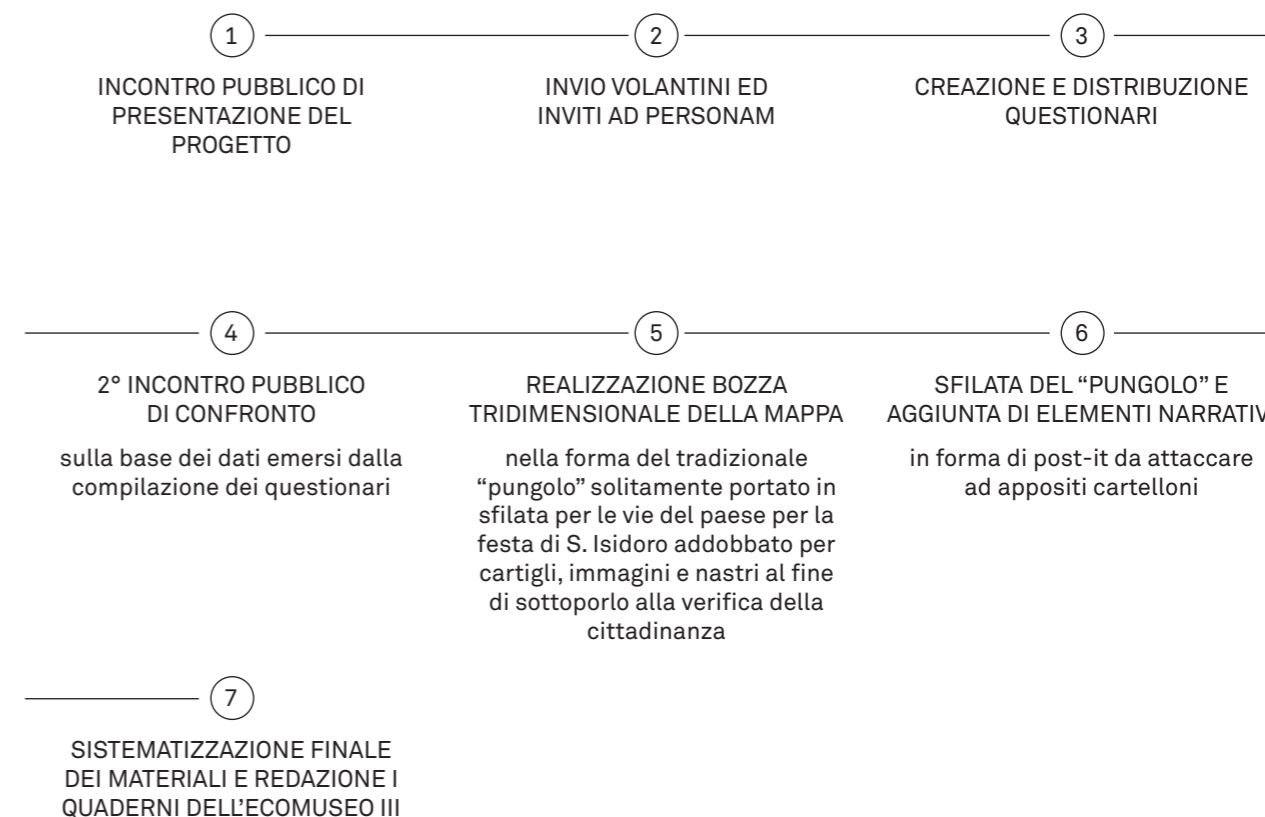 1
INCONTRO PUBBLICO DI
PRESENTAZIONE DEL
PROGETTO
2
INVIO VOLANTINI ED
INVITI AD PERSONAM
3
CREAZIONE E DISTRIBUZIONE
QUESTIONARI
4
2° INCONTRO PUBBLICO
DI CONFRONTO
sulla base dei dati emersi dalla
compilazione dei questionari
5
REALIZZAZIONE BOZZA
TRIDIMENSIONALE DELLA MAPPA
nella forma del tradizionale
“pungolo” solitamente portato in
sfilata per le vie del paese per la
festa di S. Isidoro addobbato per
cartigli, immagini e nastri al fine
di sottoporlo alla verifica della
cittadinanza
6
SFILATA DEL “PUNGOLO” E
AGGIUNTA DI ELEMENTI NARRATIV
in forma di post-it da attaccare
ad appositi cartelloni
7
SISTEMATIZZAZIONE FINALE
DEI MATERIALI E REDAZIONE I
QUADERNI DELL’ECOMUSEO III